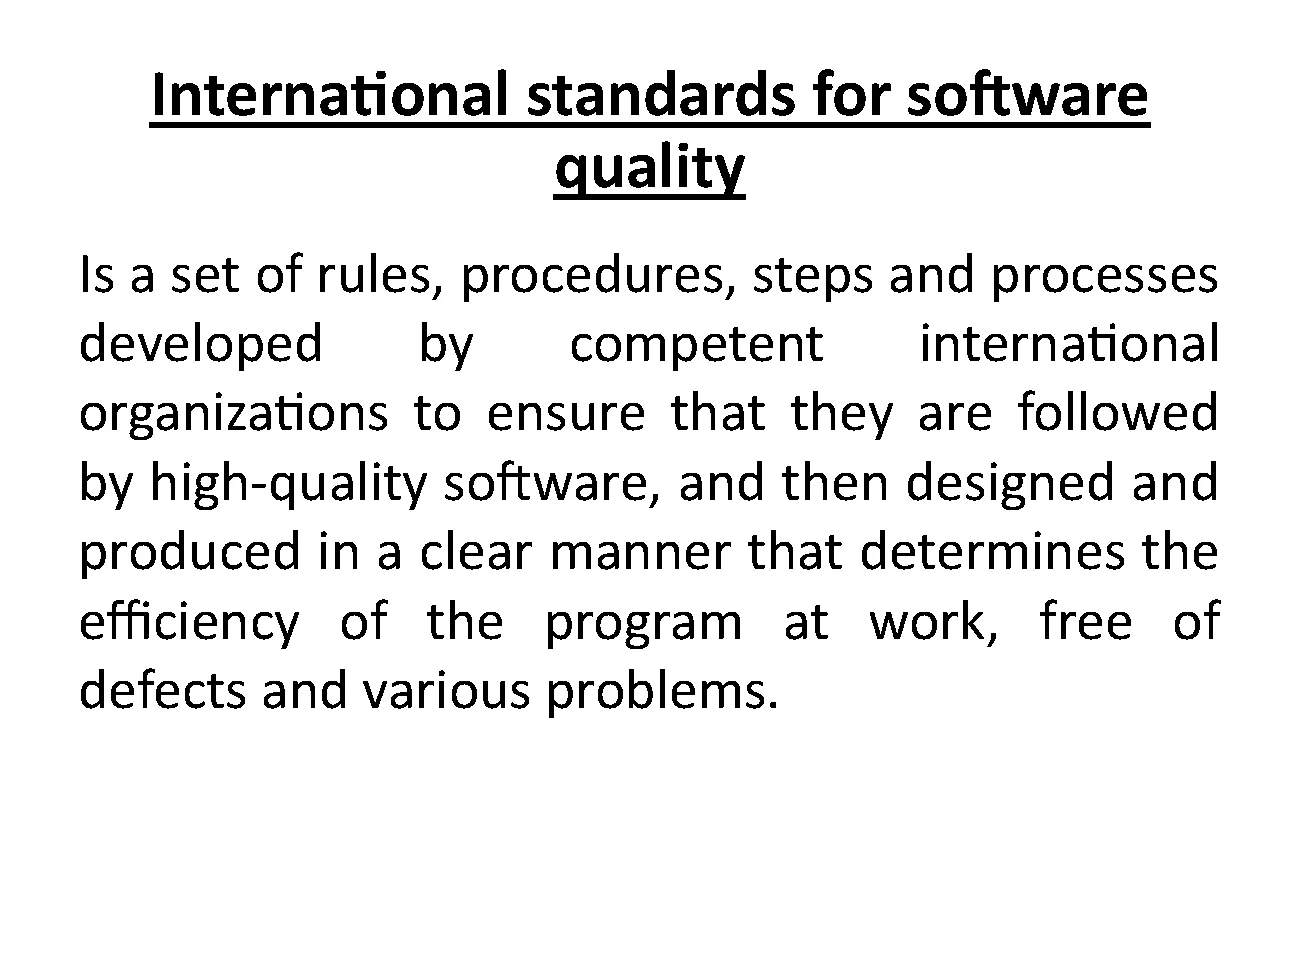 International standards for software
quality
Is a set of rules, procedures, steps and processes
developed by competent international
organizations to ensure that they are followed
by high-quality software, and then designed and
produced in a clear manner that determines the
efficiency of the program at work, free of
defects and various problems.